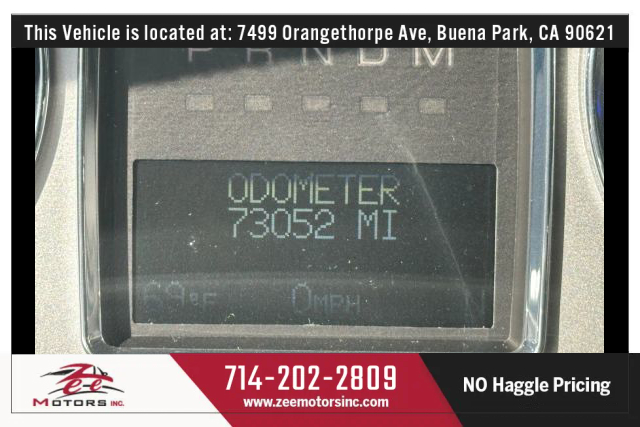 This Vehicle is located at: 7499 Orangethorpe Ave, Buena Park, CA 90621
P R N D M
ODOMETER
73052 MI
69°F 0MPH N
Zee
MOTORS INC.
714-202-2809
www.zeemotorsinc.com
NO Haggle Pricing